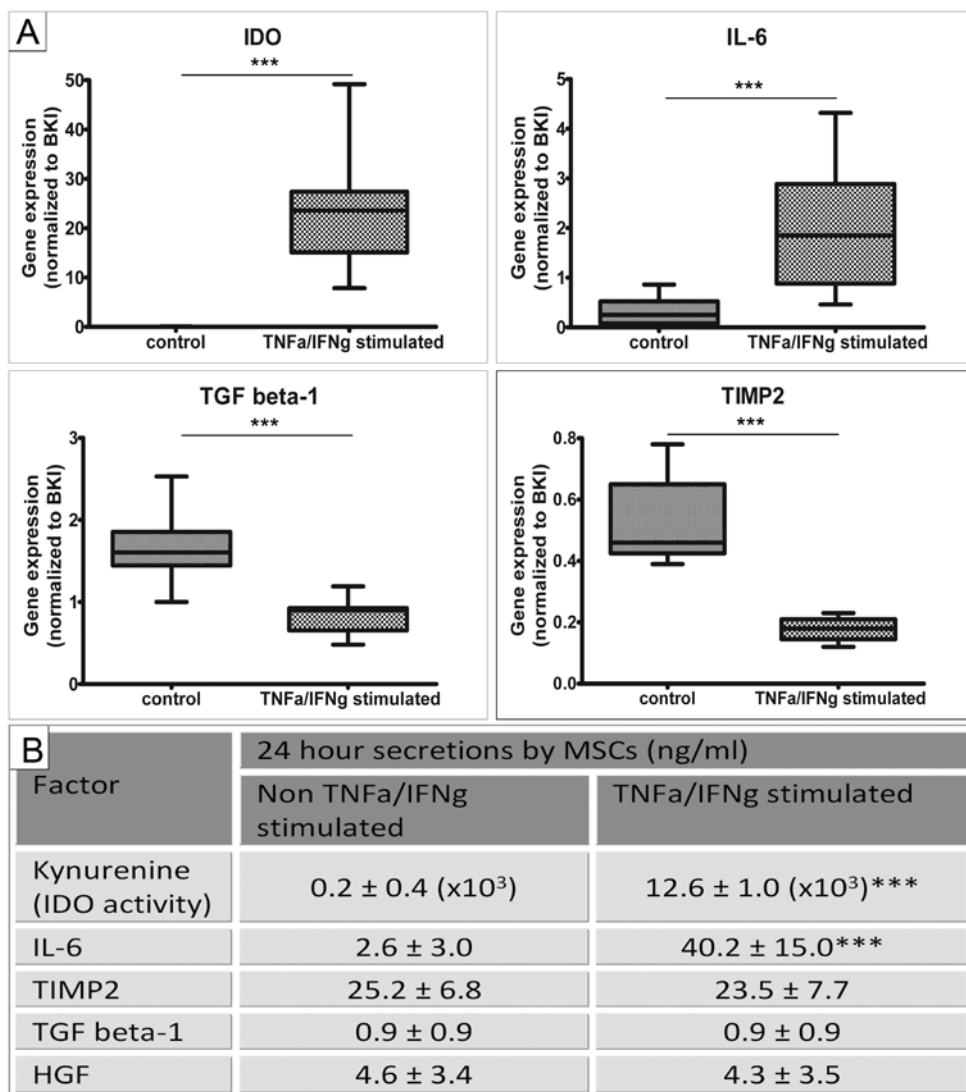 A
IDO
***
Gene expression
(normalized to BKI)
50
40
30
20
10
0
control
TNFa/IFNg stimulated
IL-6
***
Gene expression
(normalized to BKI)
5
4
3
2
1
0
control
TNFa/IFNg stimulated
TGF beta-1
***
Gene expression
(normalized to BKI)
3
2
1
0
control
TNFa/IFNg stimulated
TIMP2
***
Gene expression
(normalized to BKI)
0.8
0.6
0.4
0.2
0.0
control
TNFa/IFNg stimulated
B
Factor
24 hour secretions by MSCs (ng/ml)
Non TNFa/IFNg
stimulated
TNFa/IFNg stimulated
Kynurenine
(IDO activity)
0.2 ± 0.4 (x10³)
12.6 ± 1.0 (x10³)***
IL-6
2.6 ± 3.0
40.2 ± 15.0***
TIMP2
25.2 ± 6.8
23.5 ± 7.7
TGF beta-1
0.9 ± 0.9
0.9 ± 0.9
HGF
4.6 ± 3.4
4.3 ± 3.5